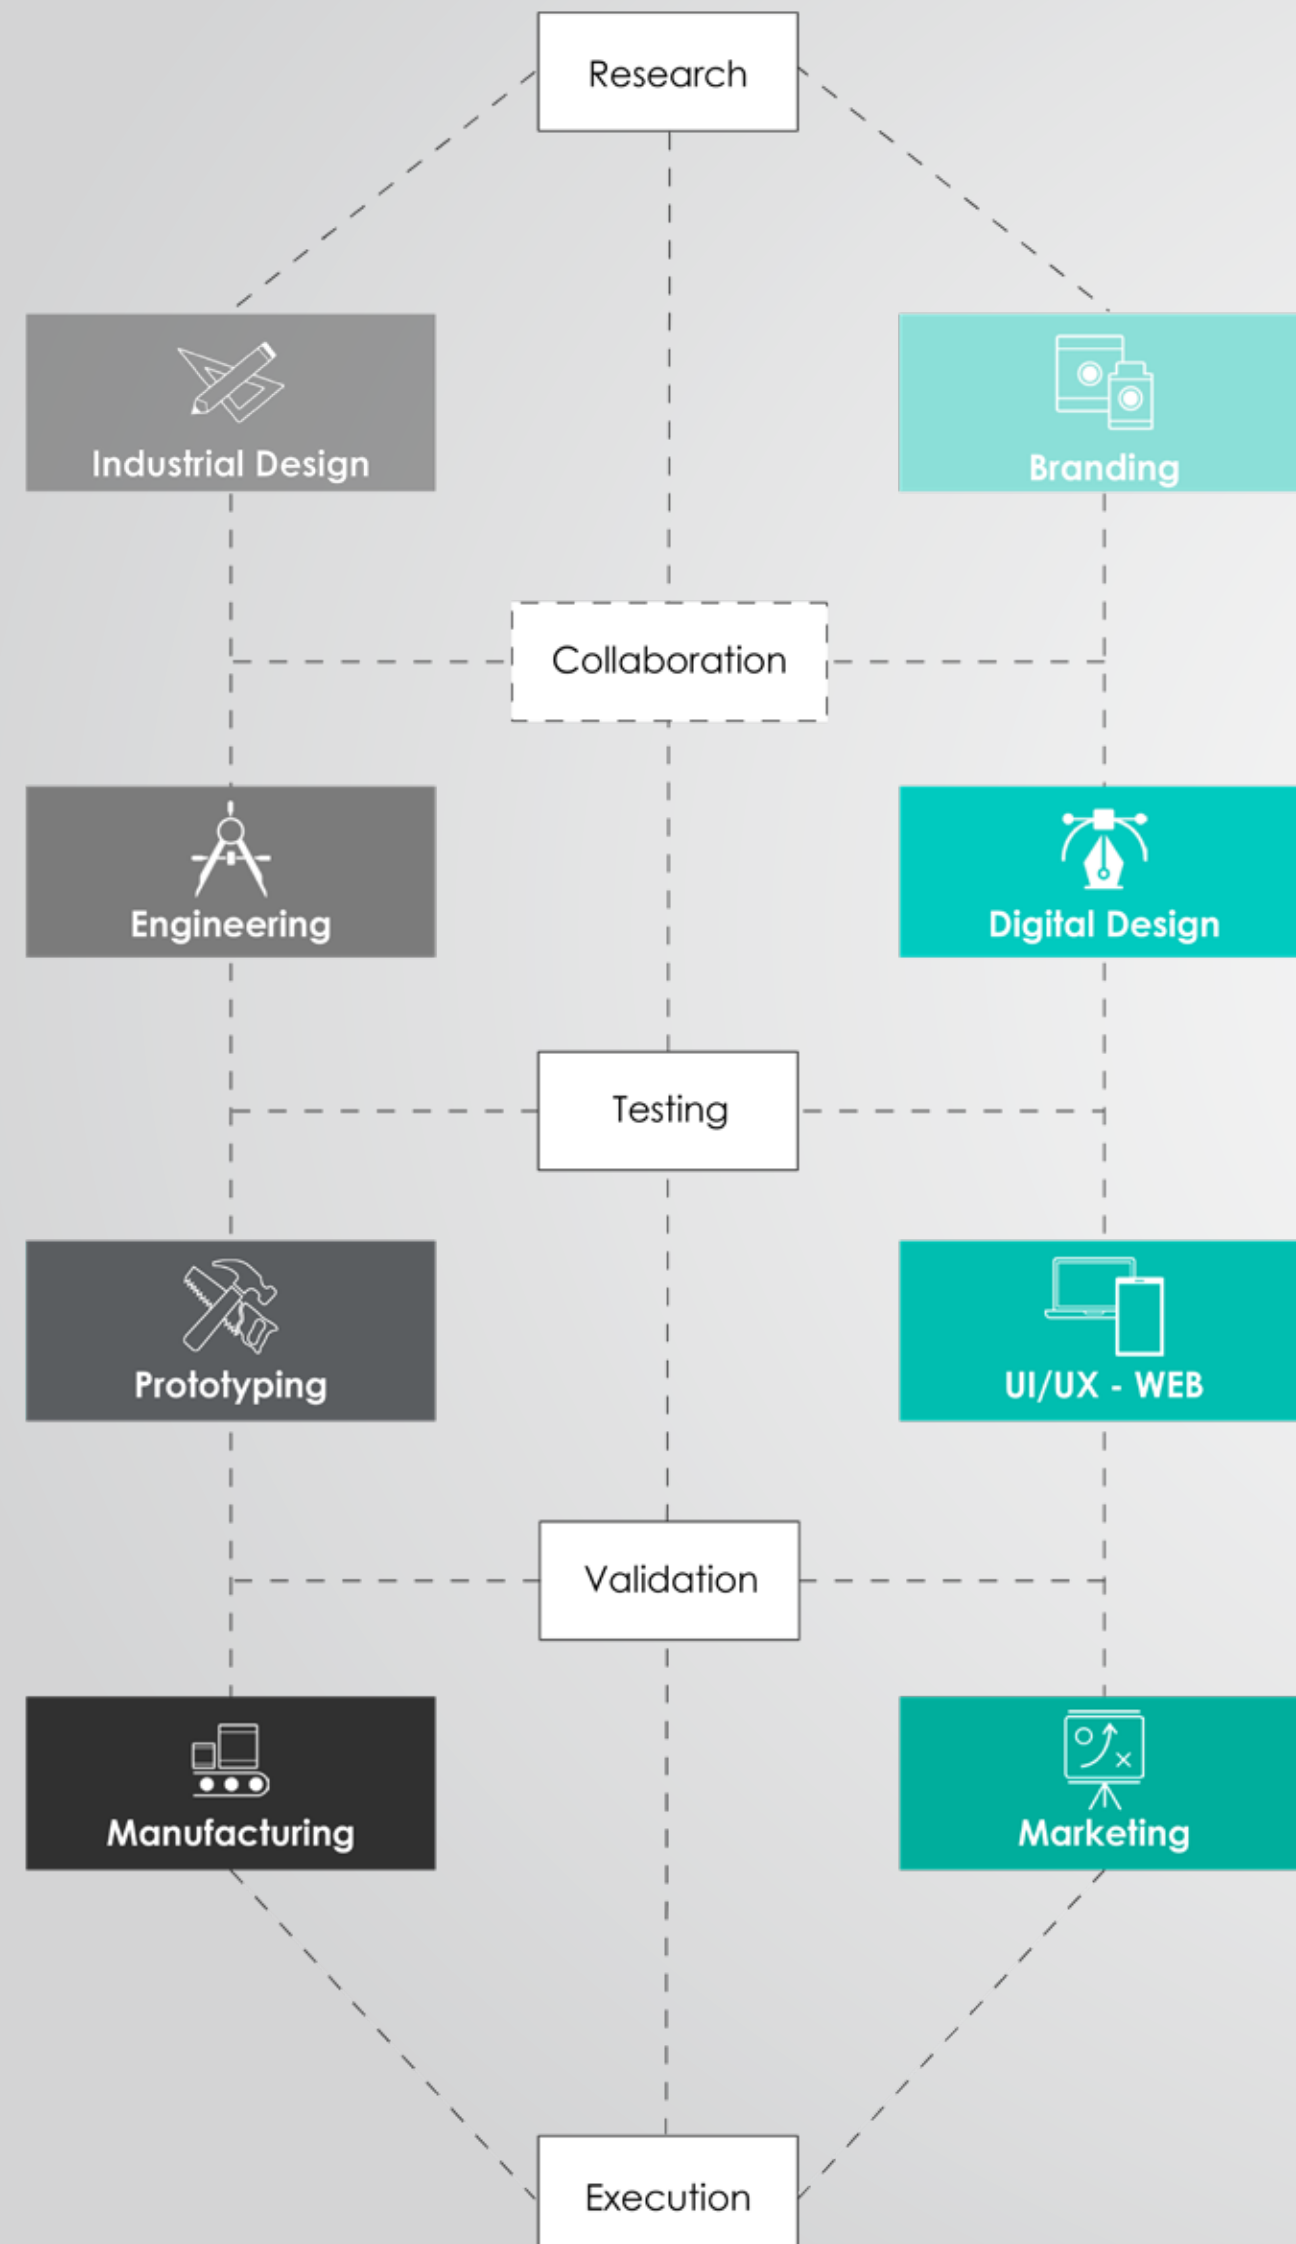 Research
Industrial Design
Branding
Collaboration
Engineering
Digital Design
Testing
Prototyping
UI/UX - WEB
Validation
Manufacturing
Marketing
Execution